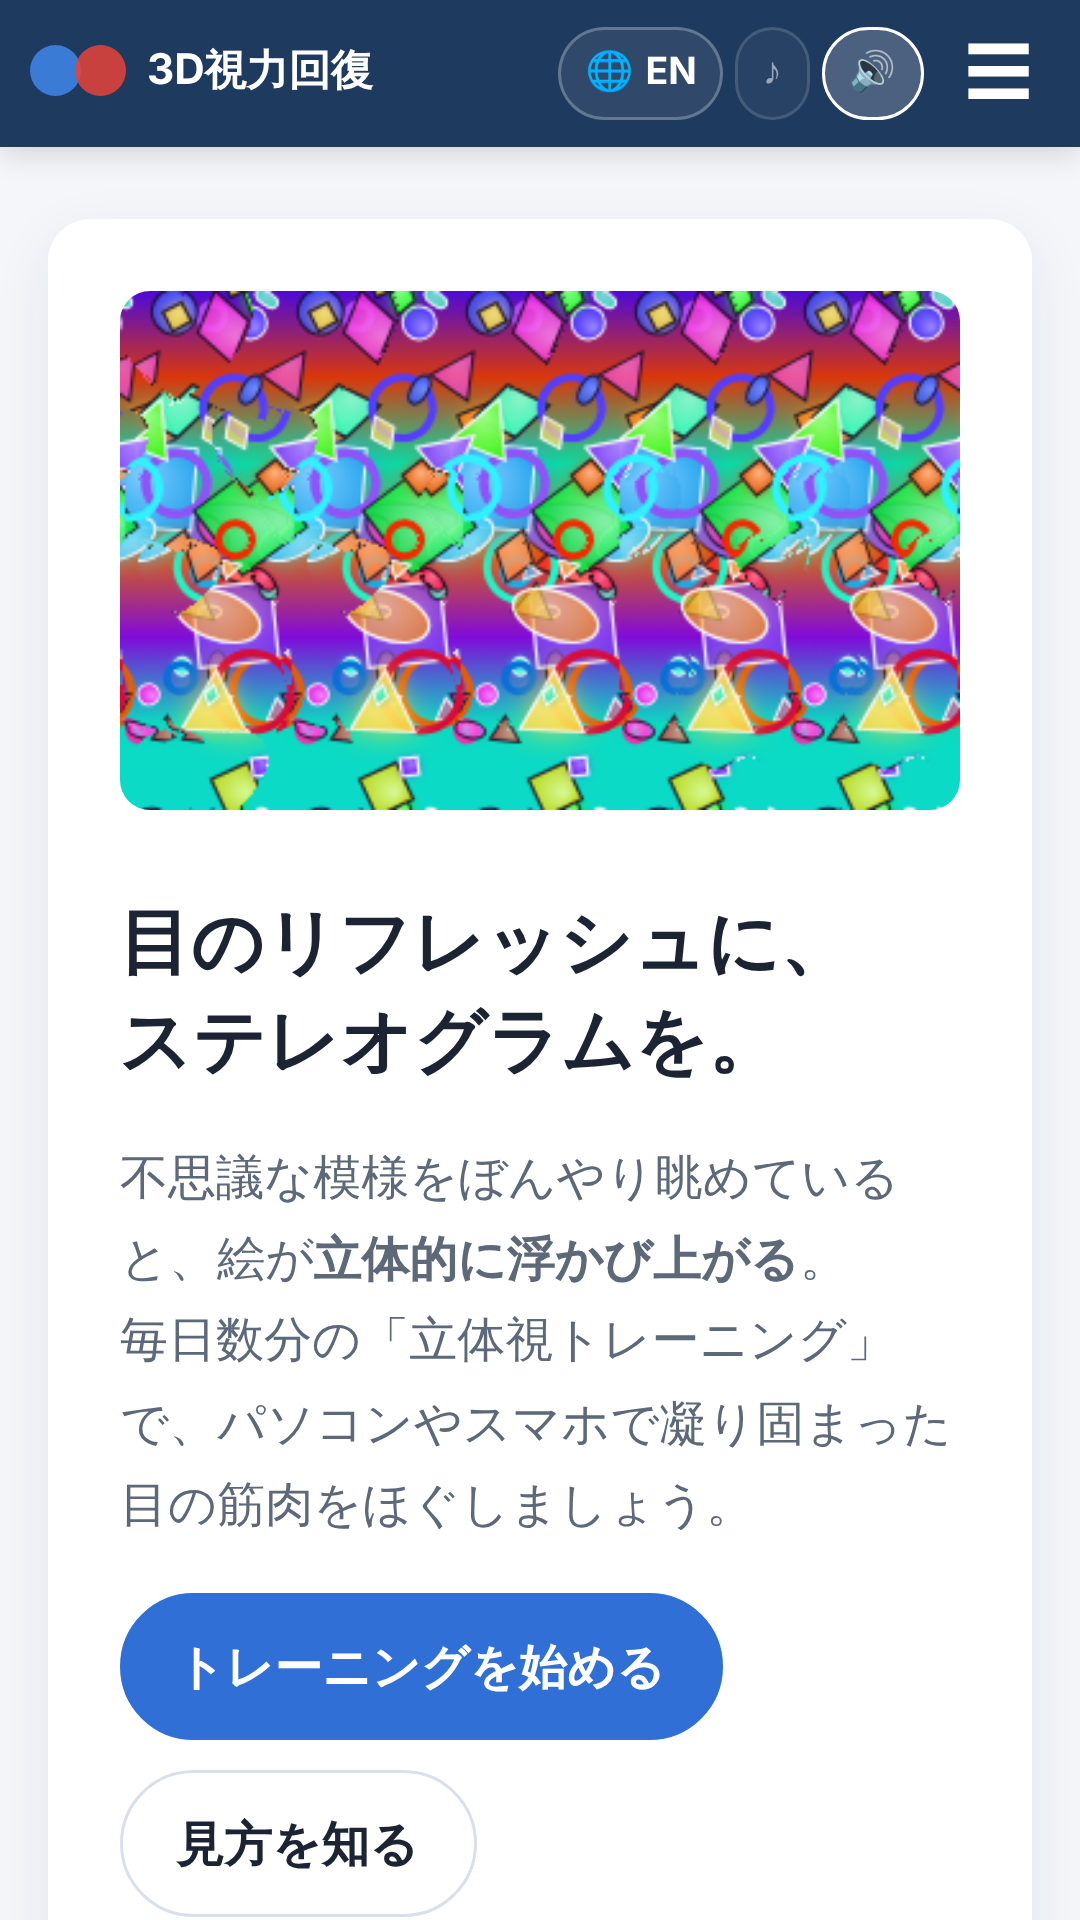 3D視力回復
EN
目のリフレッシュに、
ステレオグラムを。
不思議な模様をぼんやり眺めている
と、絵が立体的に浮かび上がる。
毎日数分の「立体視トレーニング」
で、パソコンやスマホで凝り固まった
目の筋肉をほぐしましょう。
トレーニングを始める
見方を知る